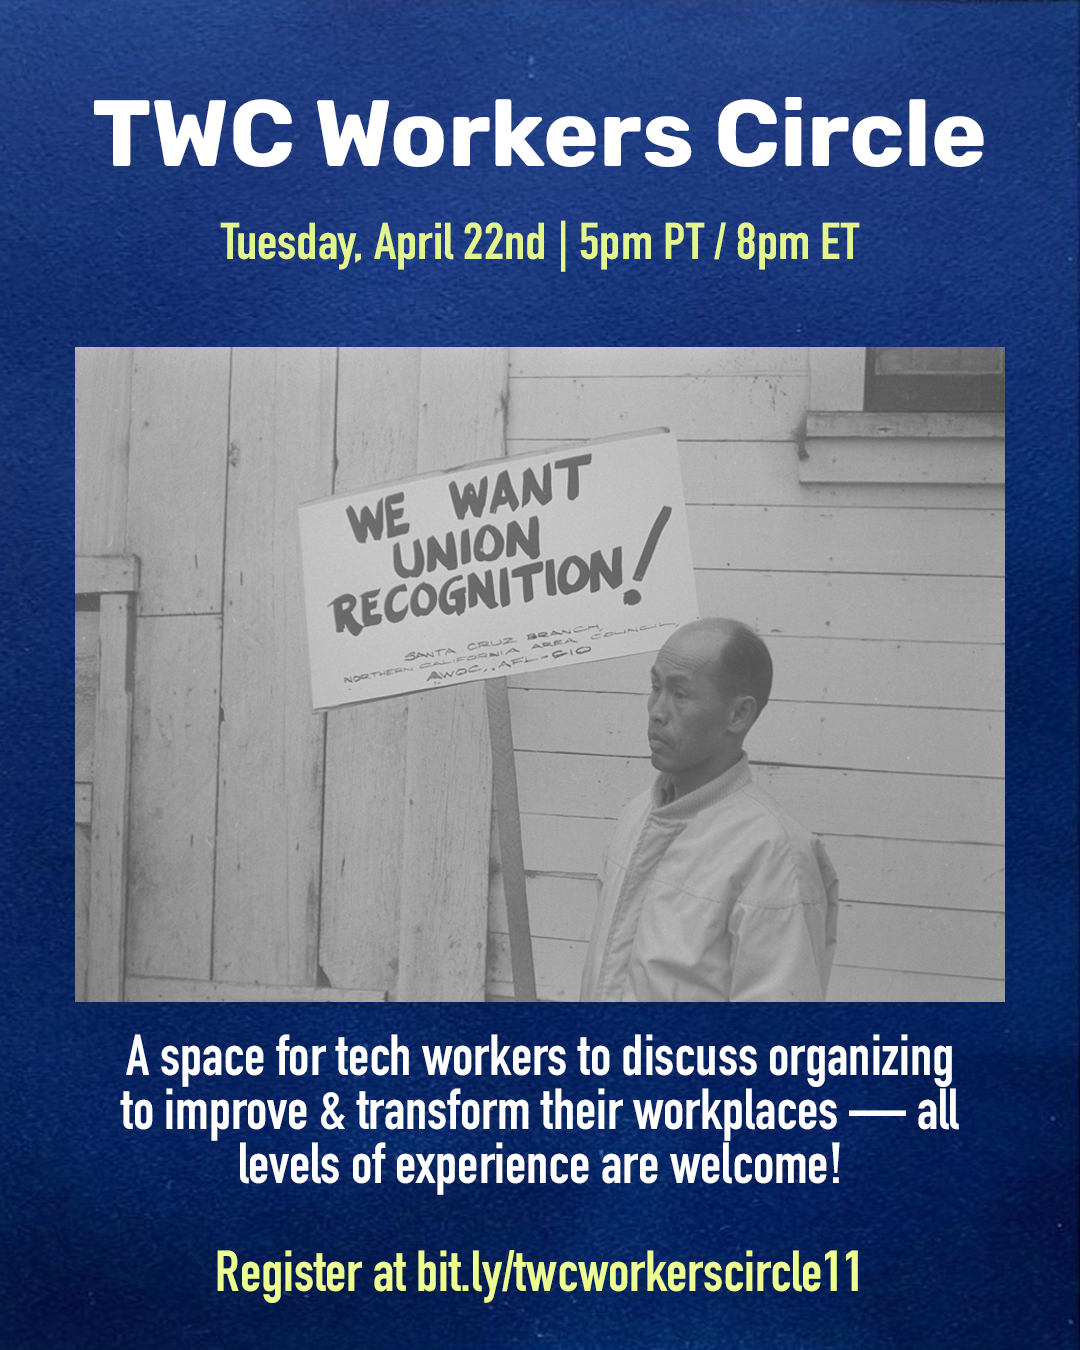 TWC Workers Circle
Tuesday, April 22nd | 5pm PT / 8pm ET
WE WANT
UNION
RECOGNITION!
SANTA CRUZ BRANCH,
NORTHERN CALIFORNIA AREA COUNCIL,
AWOC, AFL-CIO
A space for tech workers to discuss organizing
to improve & transform their workplaces — all
levels of experience are welcome!
Register at bit.ly/twcworkerscircle11